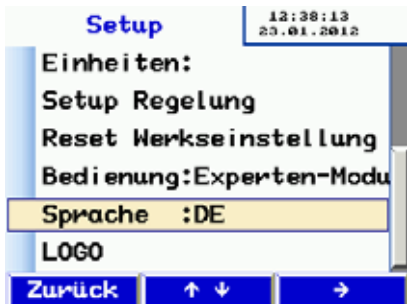 Setup
12:38:13
23.01.2012
Einheiten:
Setup Regelung
Reset Werkseinstellung
Bedienung:Experten-Modu
Sprache :DE
LOGO
Zurück ↑ ↓ →